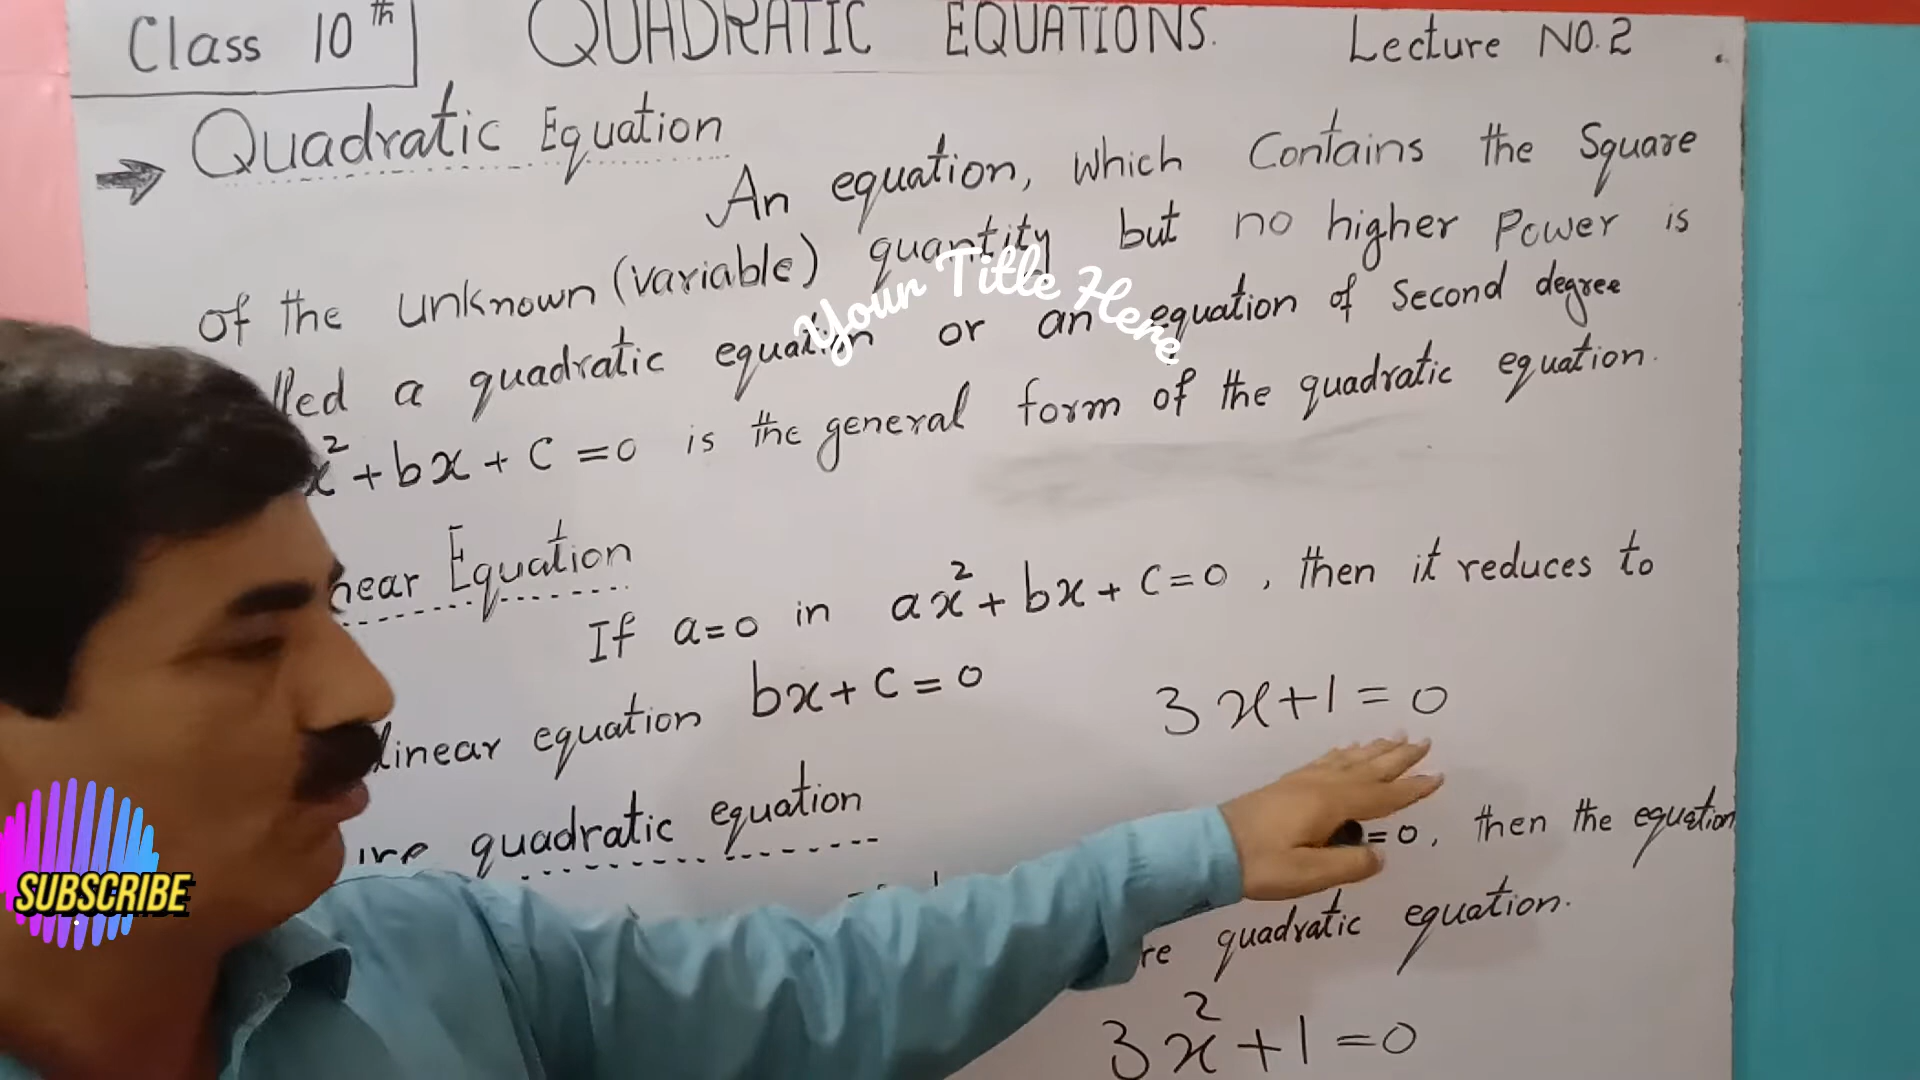 Class 10th QUADRATIC EQUATIONS. Lecture NO.2
Quadratic Equation
An equation, which Contains the Square
of the unknown (variable) quantity but no higher Power is
a quadratic equation or an equation of Second degree
x² + bx + c = 0 is the general form of the quadratic equation.
Equation
If a=0 in ax² + bx + c = 0, then it reduces to
linear equation bx + c = 0
3x+1=0
quadratic equation
=0, then the equation
quadratic equation.
3x²+1=0
Your Title Here
SUBSCRIBE